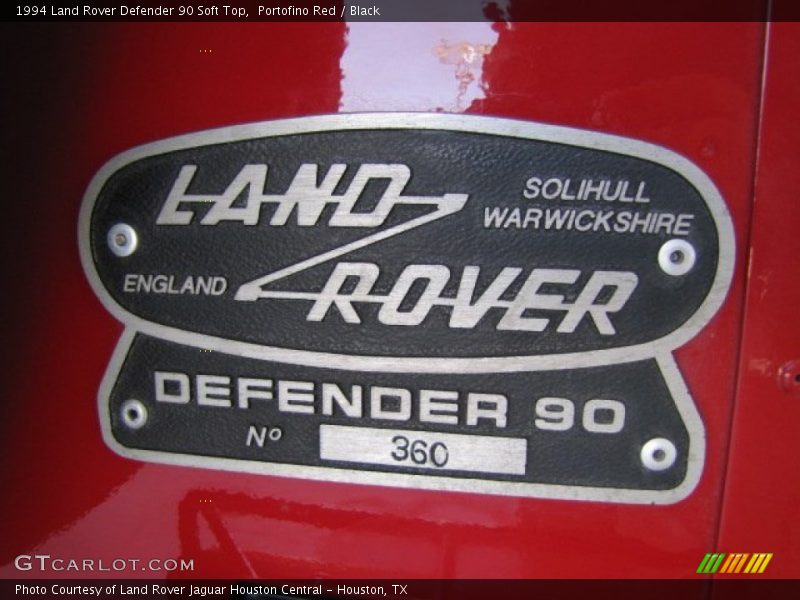 1994 Land Rover Defender 90 Soft Top,  Portofino Red / Black
LAND
SOLIHULL
WARWICKSHIRE
ENGLAND
ROVER
DEFENDER 90
Nº 360
GTCARLOT.COM
Photo Courtesy of Land Rover Jaguar Houston Central - Houston, TX